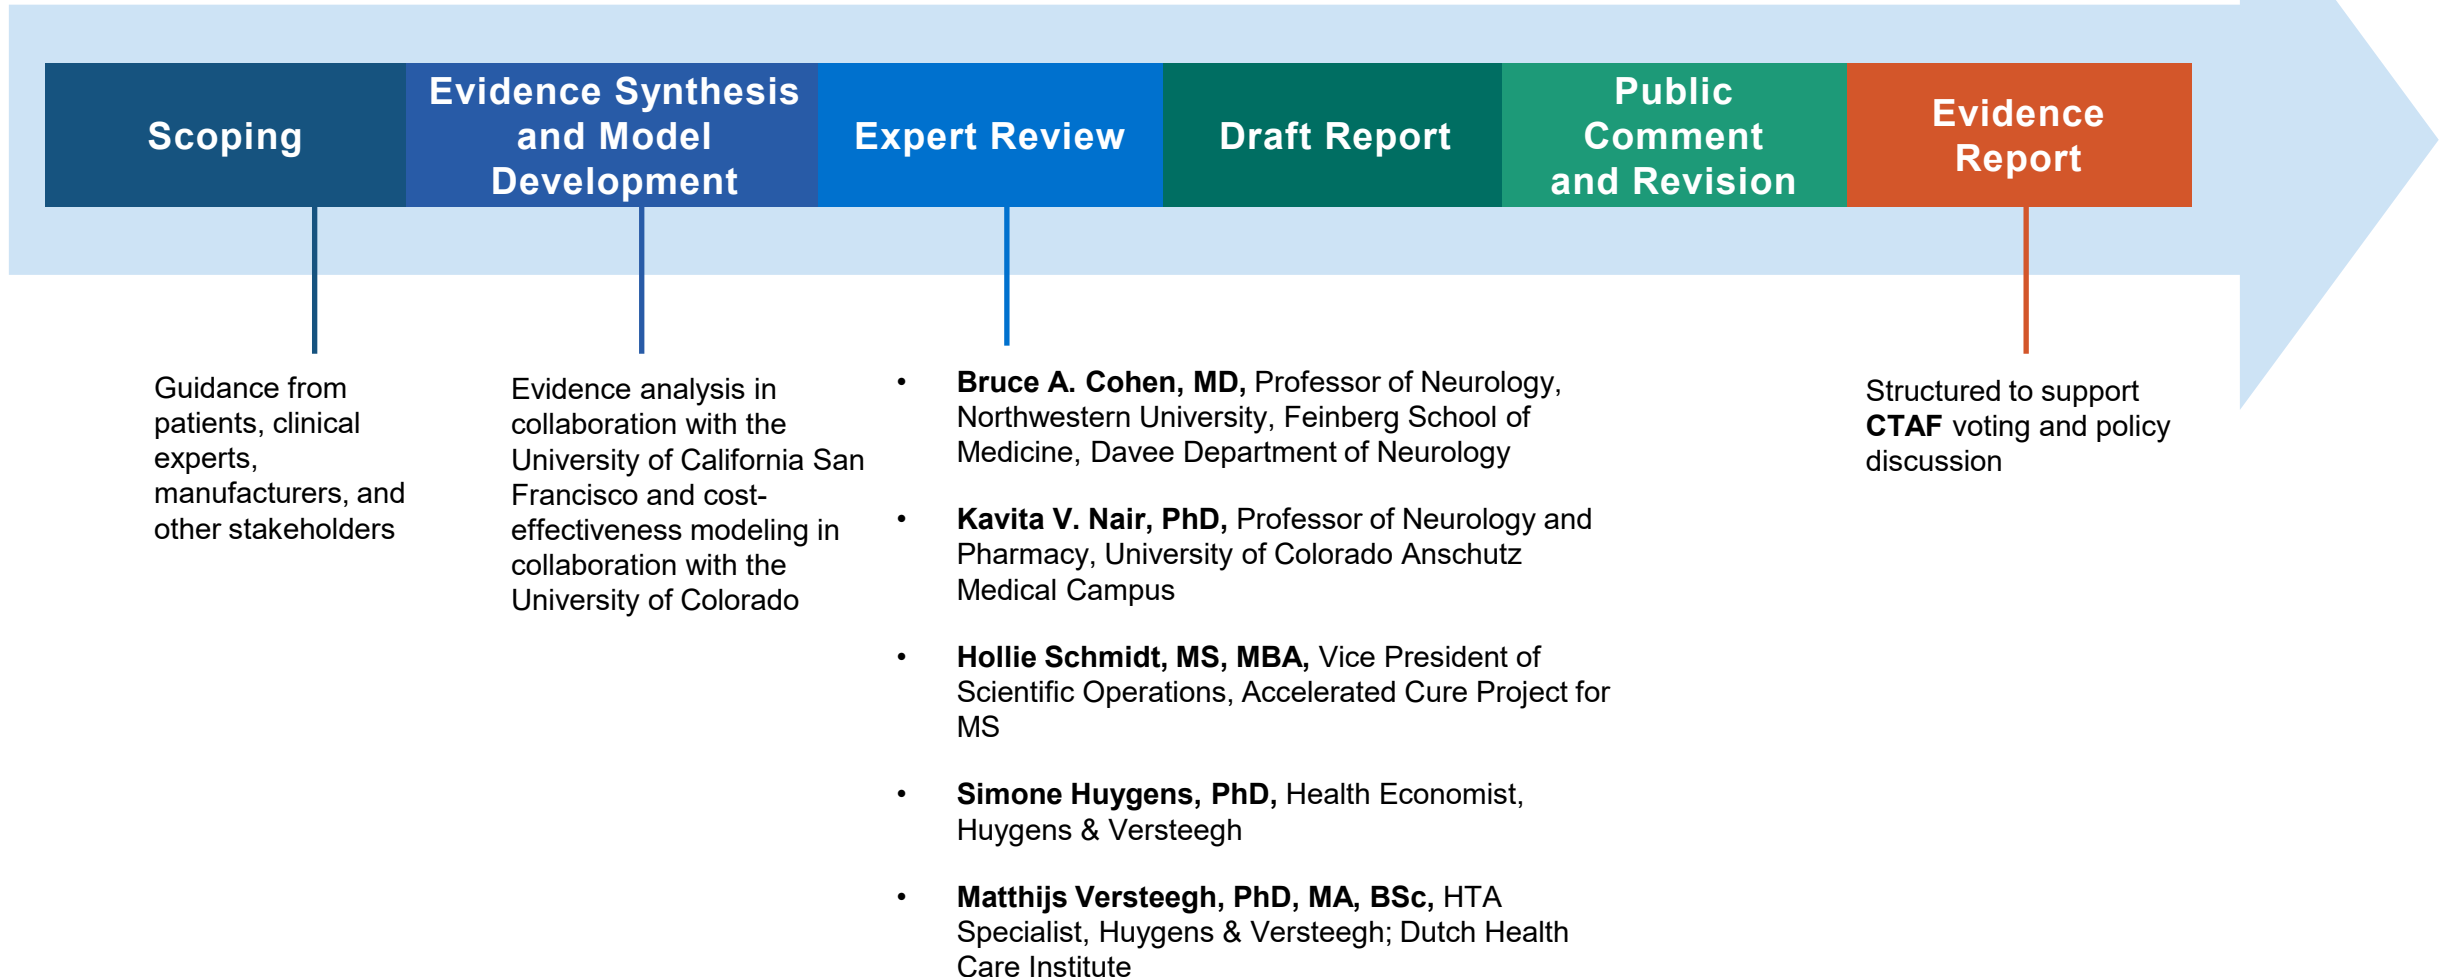 Scoping
Evidence Synthesis
and Model
Development
Expert Review
Draft Report
Public
Comment
and Revision
Evidence
Report
Guidance from
patients, clinical
experts,
manufacturers, and
other stakeholders
Evidence analysis in
collaboration with the
University of California San
Francisco and cost-
effectiveness modeling in
collaboration with the
University of Colorado
• Bruce A. Cohen, MD, Professor of Neurology,
Northwestern University, Feinberg School of
Medicine, Davee Department of Neurology
• Kavita V. Nair, PhD, Professor of Neurology and
Pharmacy, University of Colorado Anschutz
Medical Campus
• Hollie Schmidt, MS, MBA, Vice President of
Scientific Operations, Accelerated Cure Project for
MS
• Simone Huygens, PhD, Health Economist,
Huygens & Versteegh
• Matthijs Versteegh, PhD, MA, BSc, HTA
Specialist, Huygens & Versteegh; Dutch Health
Care Institute
Structured to support
CTAF voting and policy
discussion